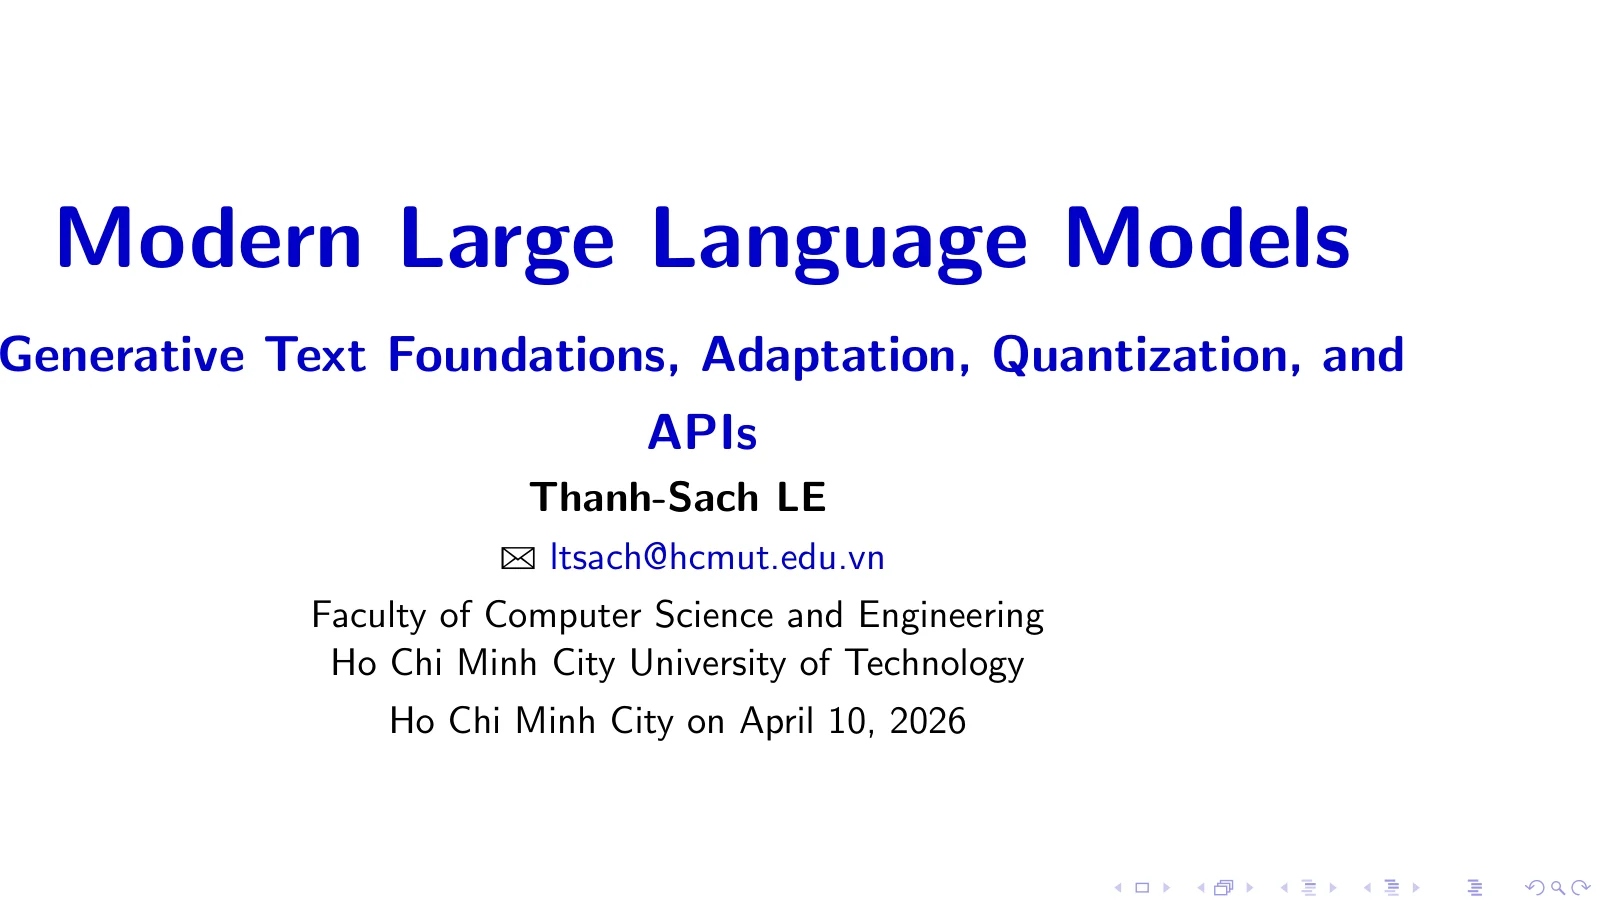 Modern Large Language Models
Generative Text Foundations, Adaptation, Quantization, and
APIs
Thanh-Sach LE
ltsach@hcmut.edu.vn
Faculty of Computer Science and Engineering
Ho Chi Minh City University of Technology
Ho Chi Minh City on April 10, 2026